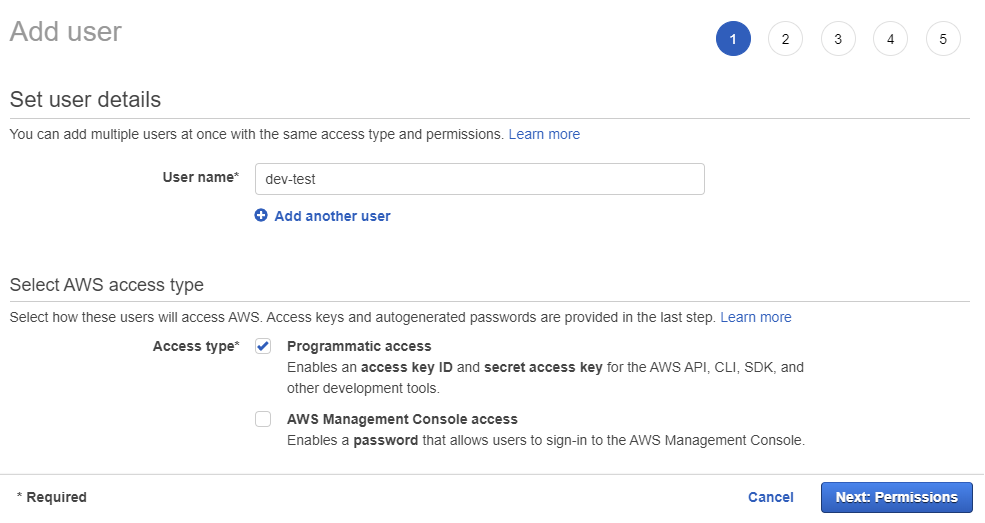 Add user
1 2 3 4 5
Set user details
You can add multiple users at once with the same access type and permissions. Learn more
User name* dev-test
Add another user
Select AWS access type
Select how these users will access AWS. Access keys and autogenerated passwords are provided in the last step. Learn more
Access type* Programmatic access
Enables an access key ID and secret access key for the AWS API, CLI, SDK, and
other development tools.
AWS Management Console access
Enables a password that allows users to sign-in to the AWS Management Console.
* Required Cancel Next: Permissions